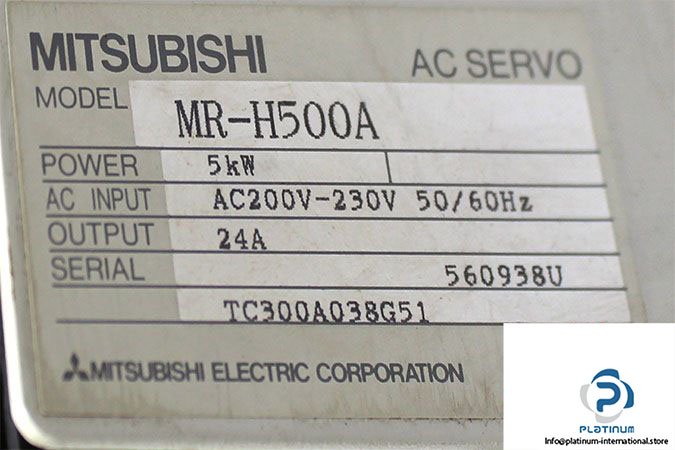 MITSUBISHI AC SERVO
MODEL MR-H500A
POWER 5kW
AC INPUT AC200V-230V 50/60Hz
OUTPUT 24A
SERIAL 560938U
TC300A038G51
MITSUBISHI ELECTRIC CORPORATION
PLATINUM
Info@platinum-international.store